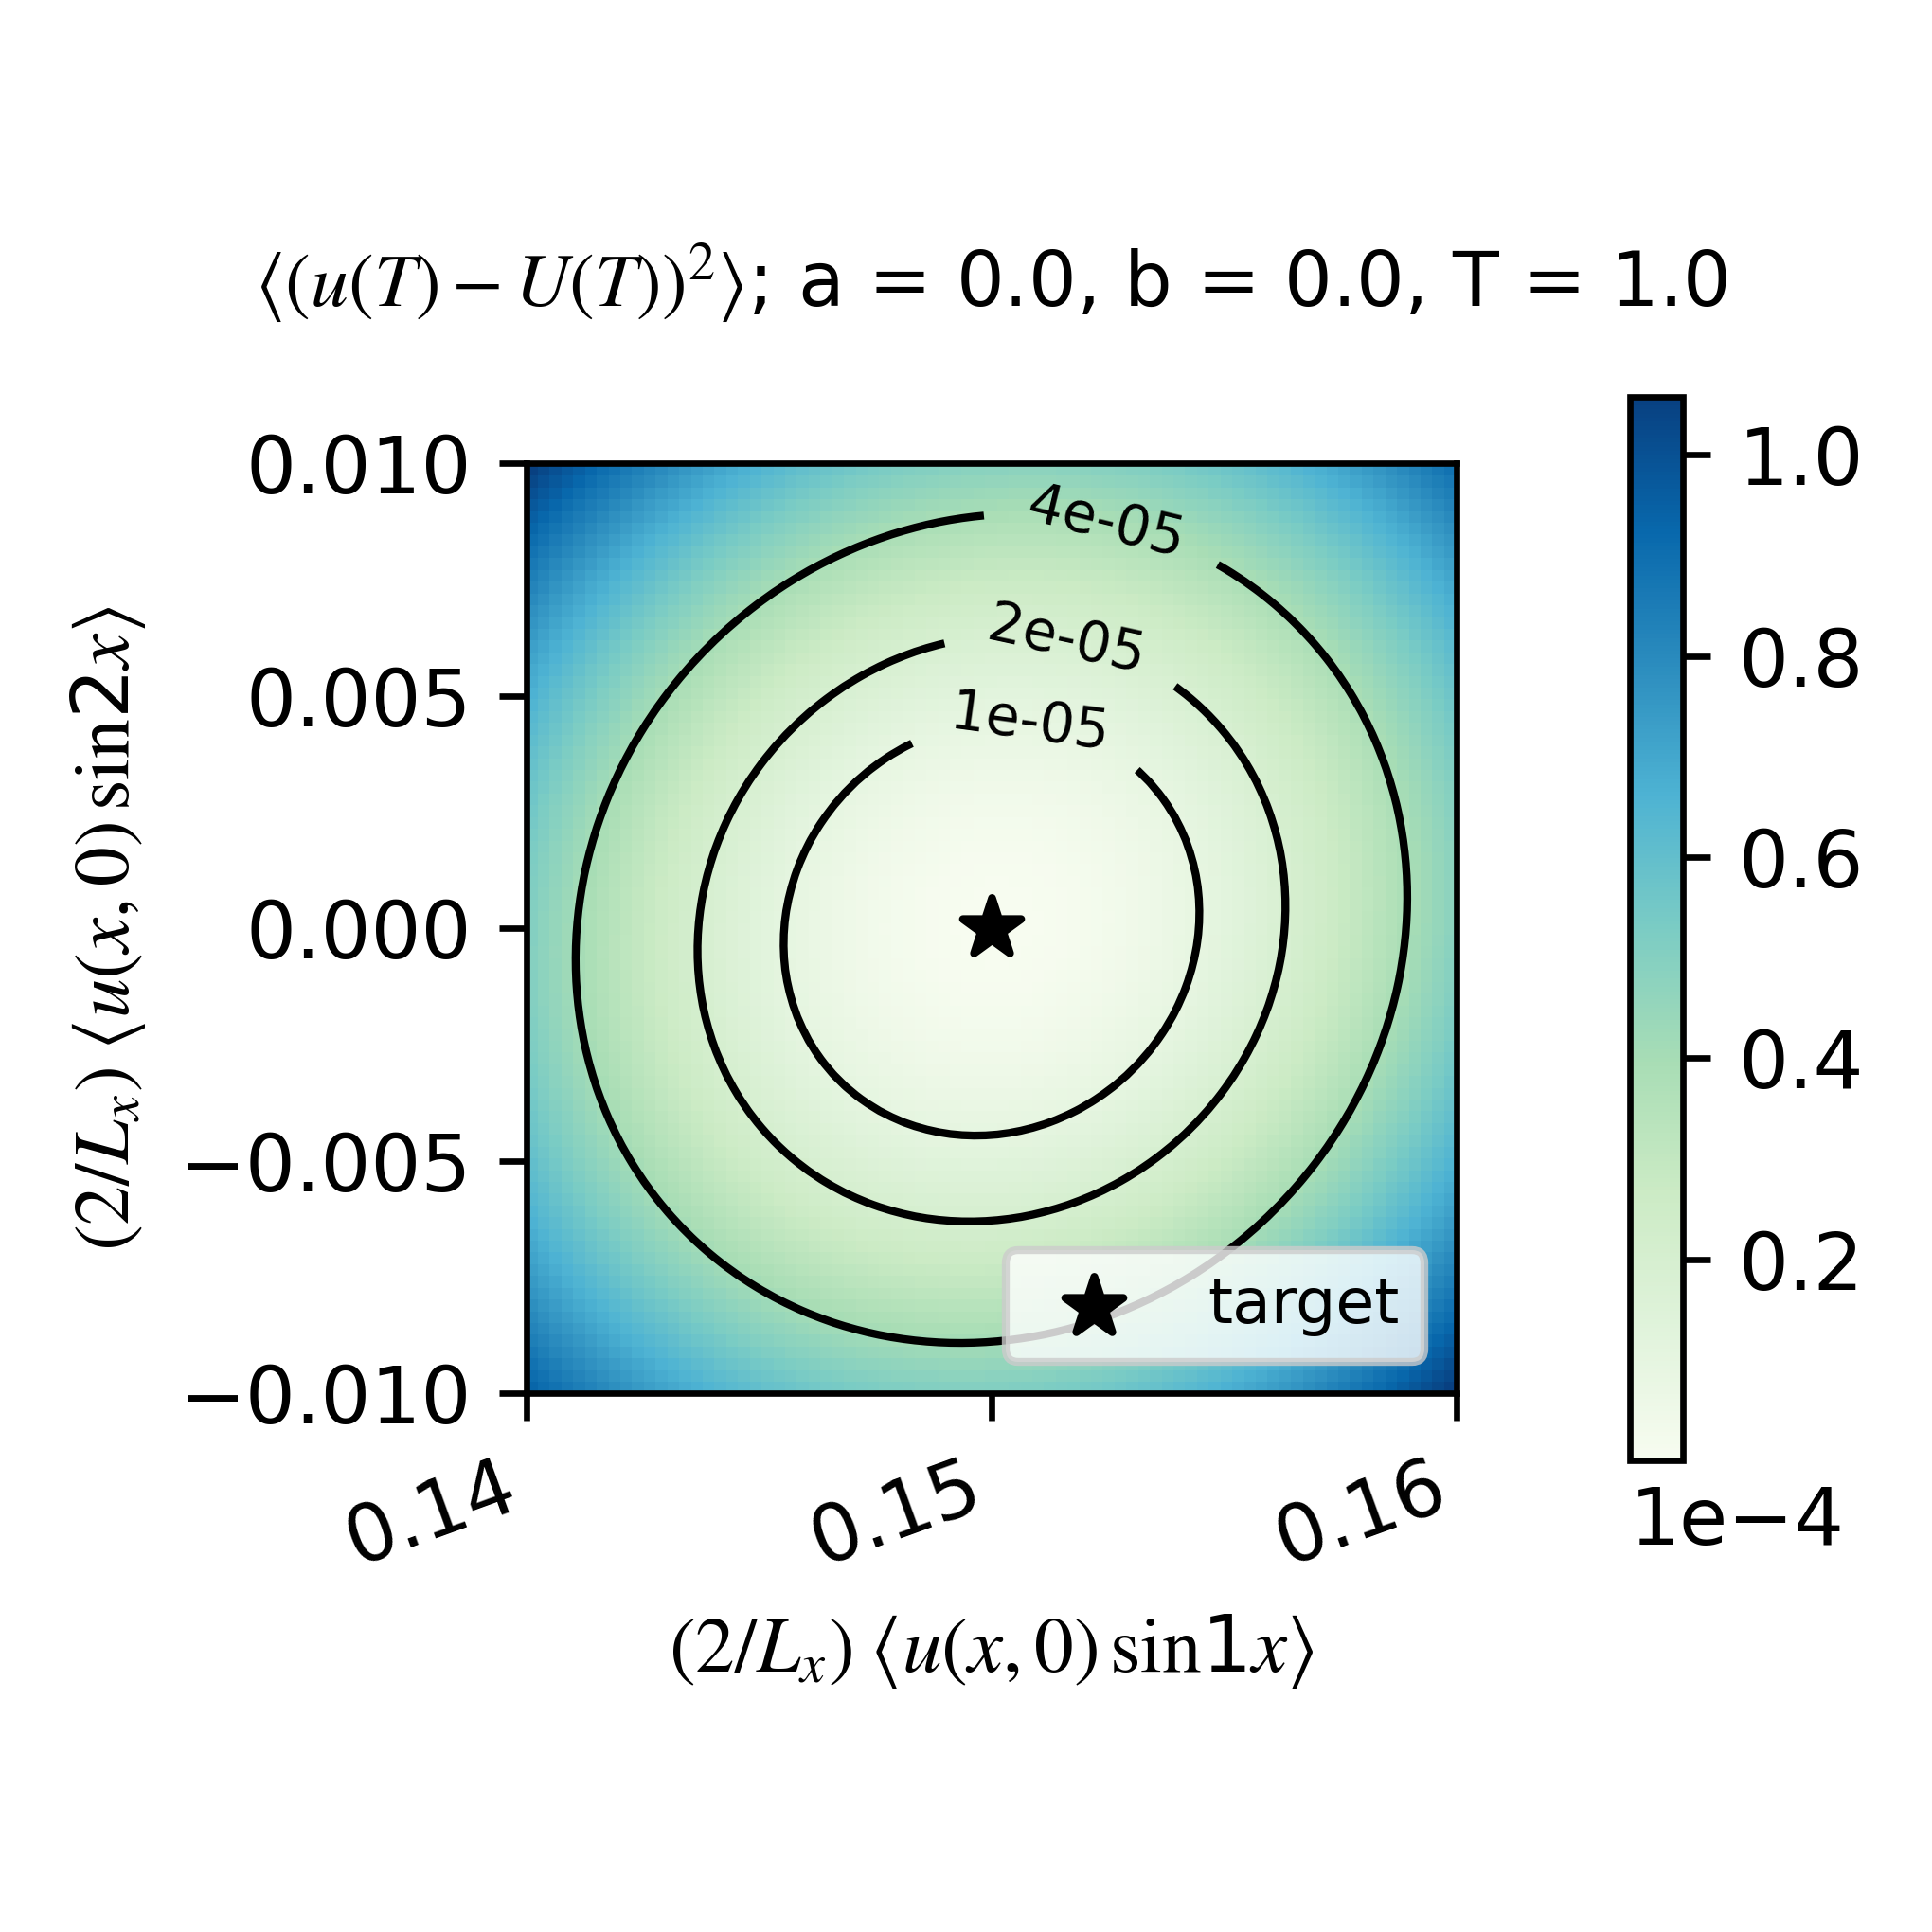 ⟨(u(T) − U(T))²⟩; a = 0.0, b = 0.0, T = 1.0
0.010
0.005
0.000
−0.005
−0.010
(2/Lₓ) ⟨u(x, 0) sin2x⟩
4e-05
2e-05
1e-05
target
0.14
0.15
0.16
(2/Lₓ) ⟨u(x, 0) sin1x⟩
1.0
0.8
0.6
0.4
0.2
1e−4